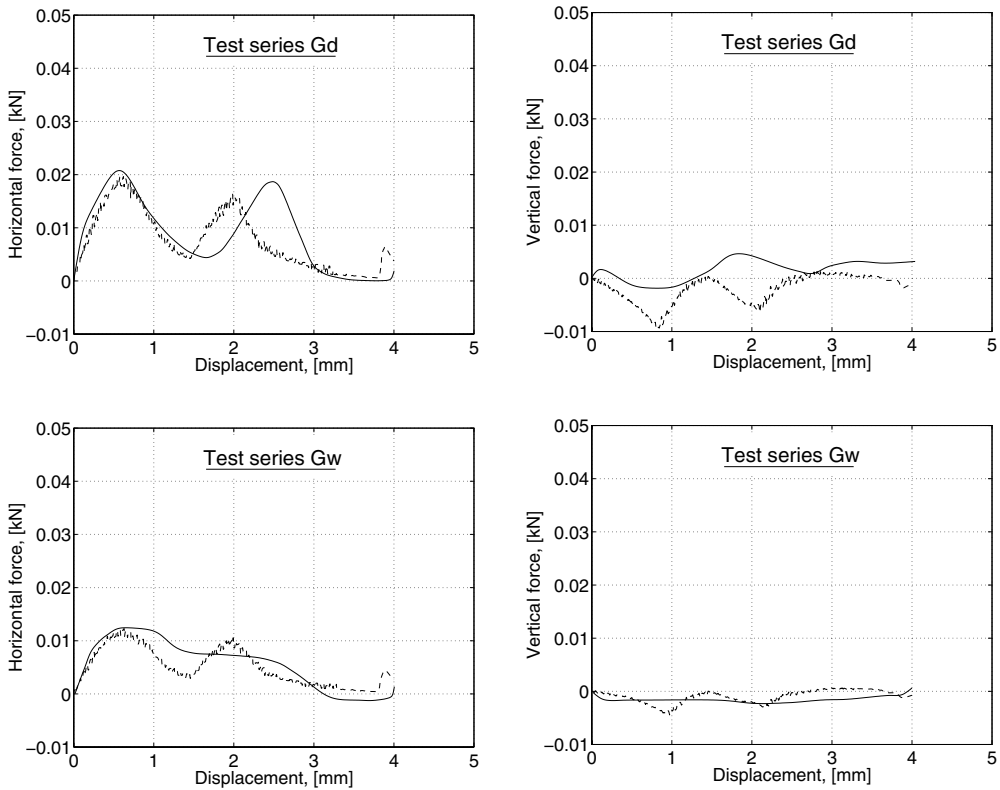 Test series Gd
Horizontal force, [kN]
0.05
0.04
0.03
0.02
0.01
0
−0.01
0 1 2 3 4 5
Displacement, [mm]
Test series Gd
Vertical force, [kN]
0.05
0.04
0.03
0.02
0.01
0
−0.01
0 1 2 3 4 5
Displacement, [mm]
Test series Gw
Horizontal force, [kN]
0.05
0.04
0.03
0.02
0.01
0
−0.01
0 1 2 3 4 5
Displacement, [mm]
Test series Gw
Vertical force, [kN]
0.05
0.04
0.03
0.02
0.01
0
−0.01
0 1 2 3 4 5
Displacement, [mm]